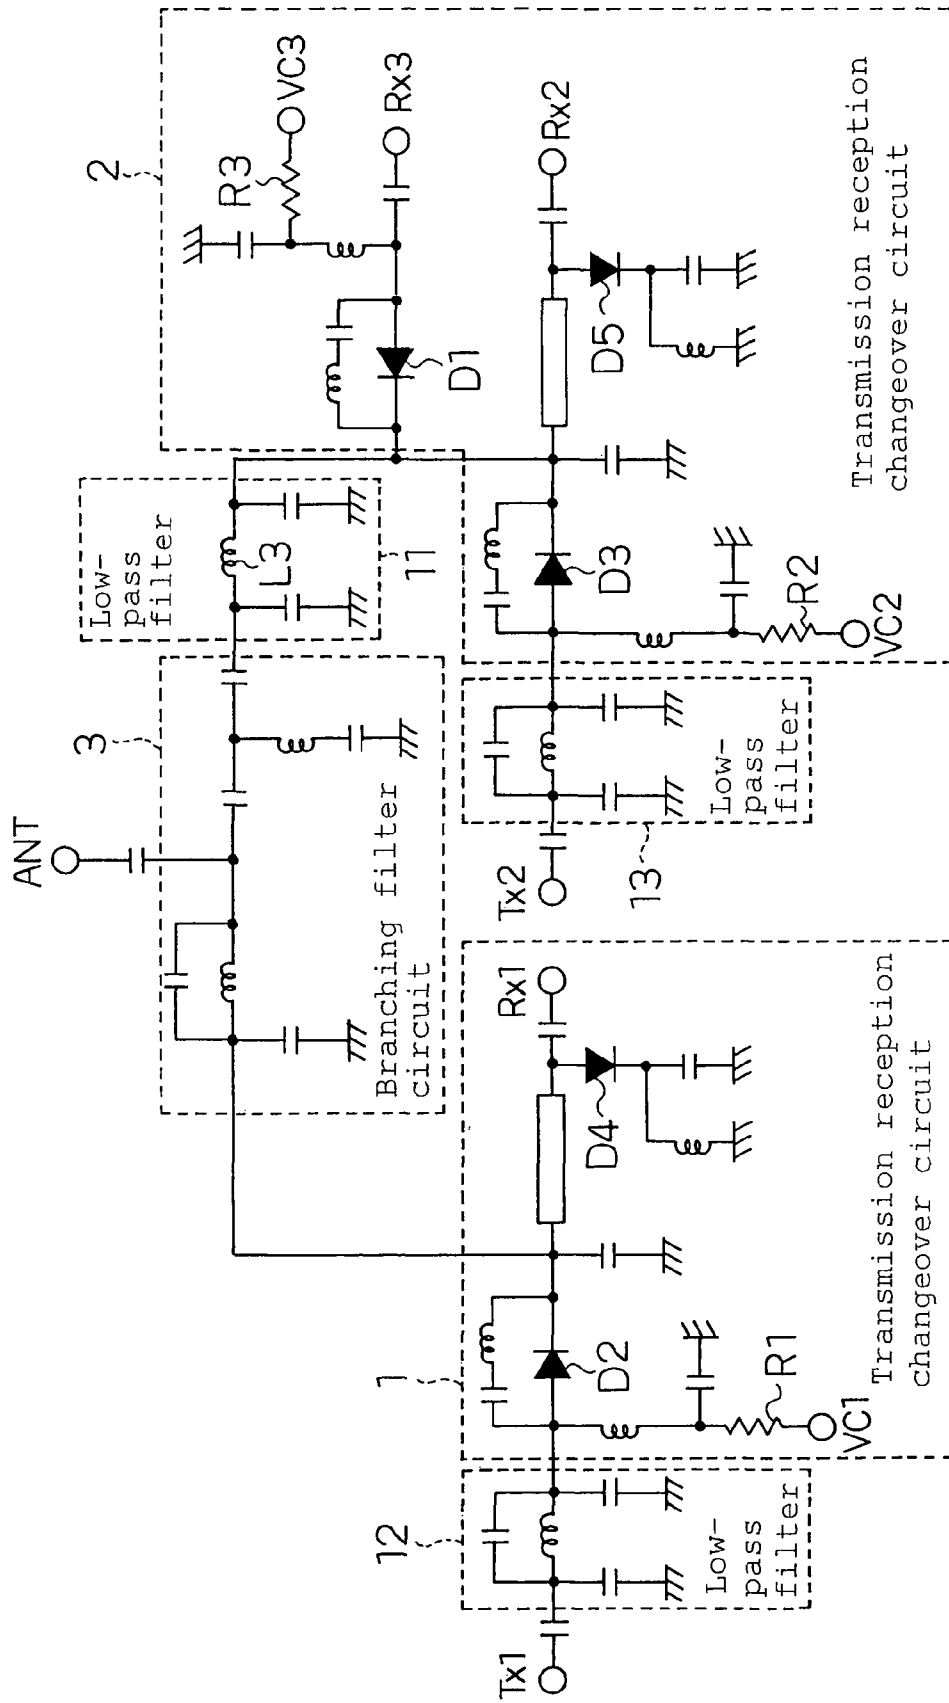 ANT
3
Branching filter
circuit
Low-
pass
filter
L3
11
2
R3
VC3
Rx3
D1
Rx2
D5
D3
R2
VC2
Transmission reception
changeover circuit
Tx2
13
Low-
pass
filter
1
Rx1
D4
D2
R1
VC1
Transmission reception
changeover circuit
12
Tx1
Low-
pass
filter